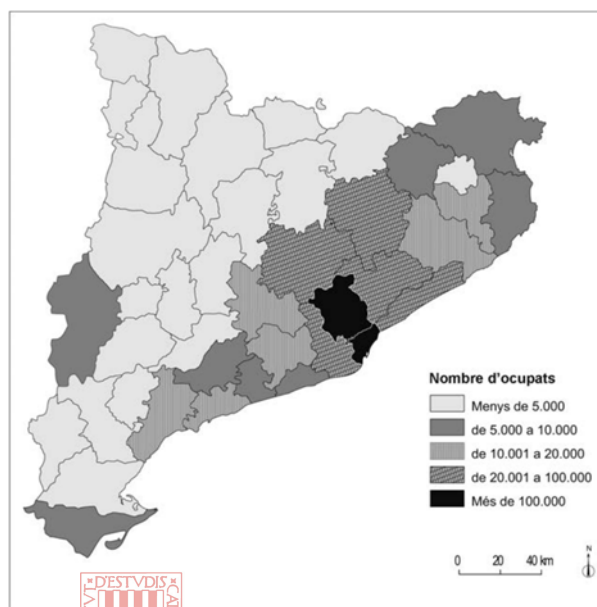 Nombre d'ocupats
Menys de 5.000
de 5.000 a 10.000
de 10.001 a 20.000
de 20.001 a 100.000
Més de 100.000
N
0 20 40 km
D'ESTVDIS